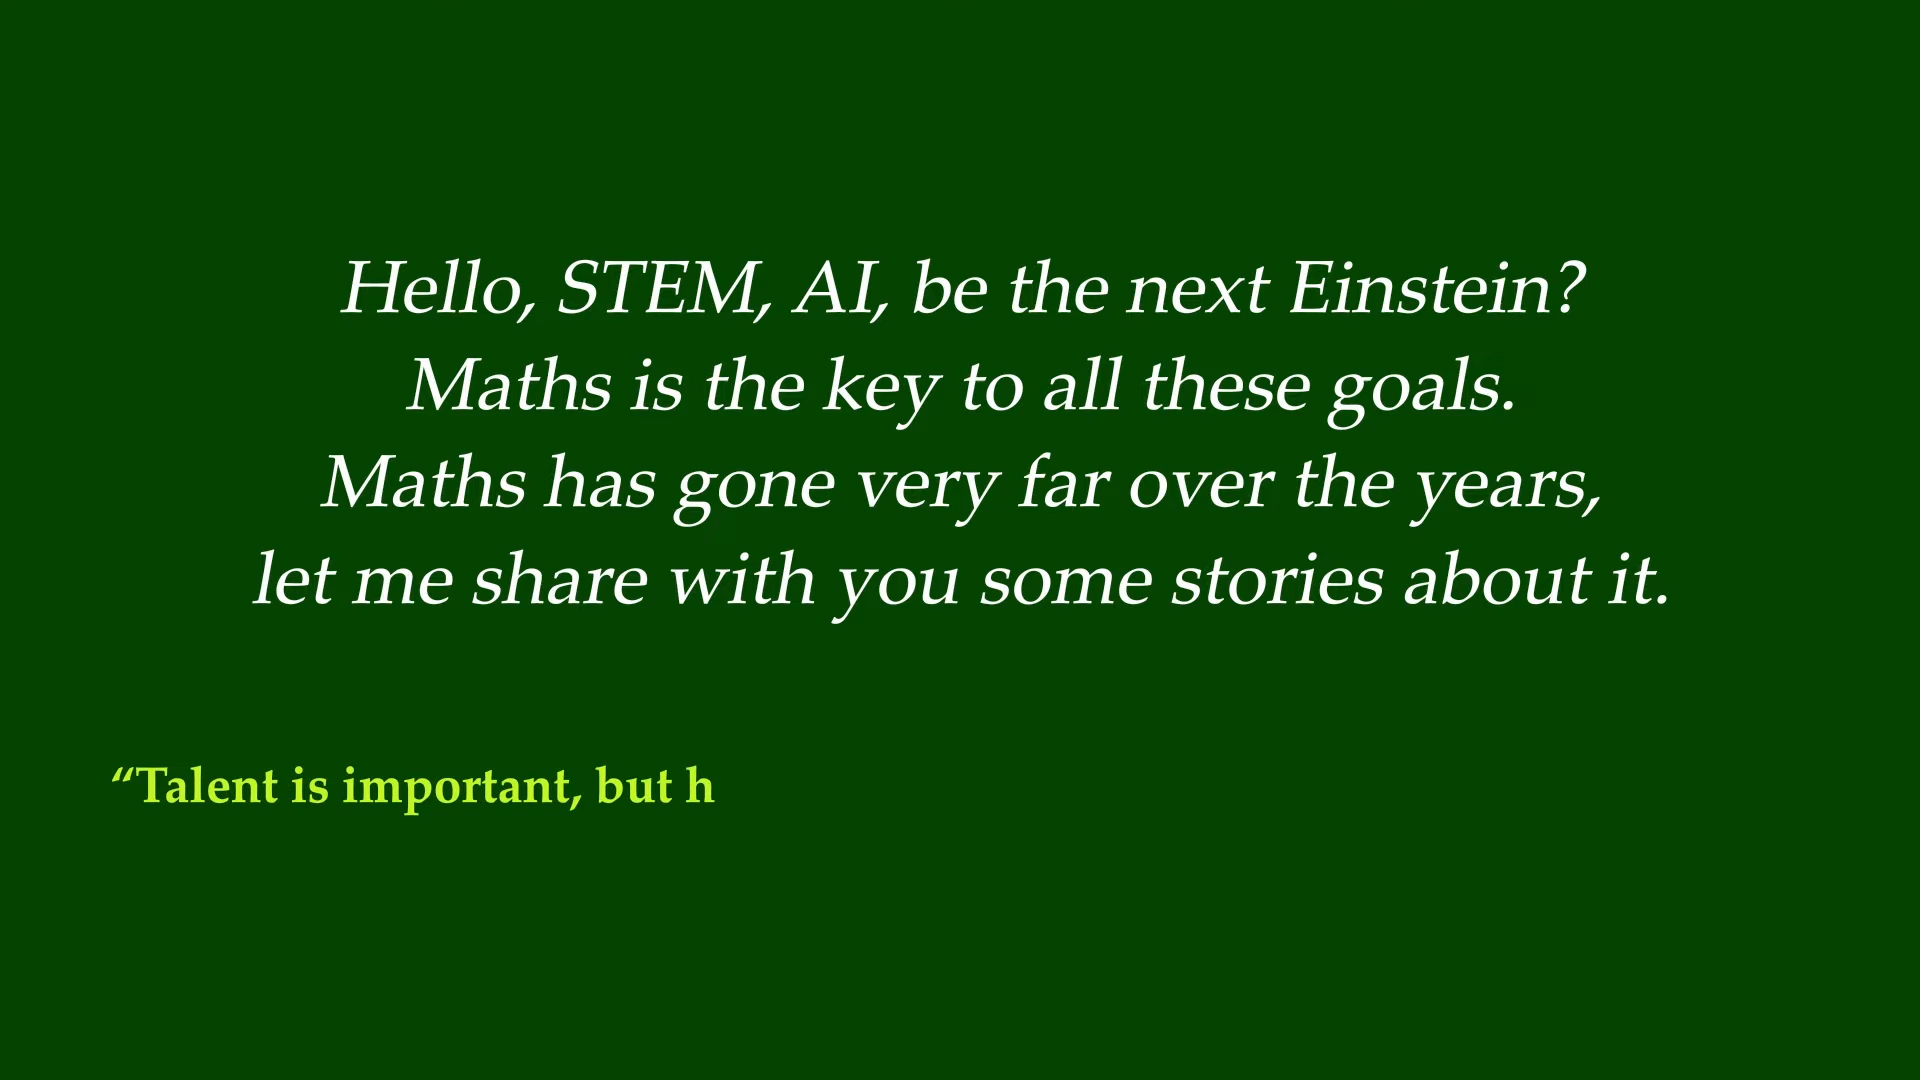 Hello, STEM, AI, be the next Einstein?
Maths is the key to all these goals.
Maths has gone very far over the years,
let me share with you some stories about it.
“Talent is important, but h